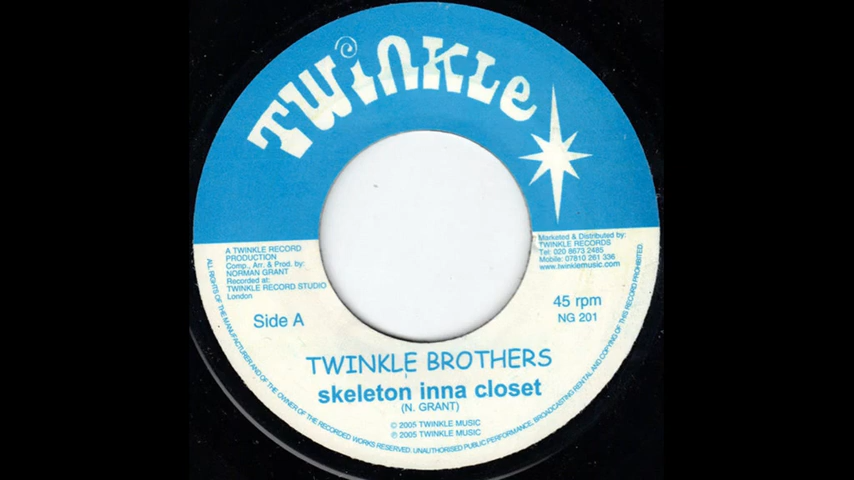 Twinkle
A TWINKLE RECORD
PRODUCTION
Comp., Arr. & Prod. by:
NORMAN GRANT
Recorded at:
TWINKLE RECORD STUDIO
London
Side A
Marketed & Distributed by:
TWINKLE RECORDS
Tel: 020 8673 2485
Mobile: 07810 261 336
www.twinklemusic.com
45 rpm
NG 201
TWINKLE BROTHERS
skeleton inna closet
(N. GRANT)
© 2005 TWINKLE MUSIC
℗ 2005 TWINKLE MUSIC
ALL RIGHTS OF THE MANUFACTURER AND OF THE OWNER OF THE RECORDED WORKS RESERVED. UNAUTHORISED PUBLIC PERFORMANCE, BROADCASTING RENTAL AND COPYING OF THIS RECORD PROHIBITED.